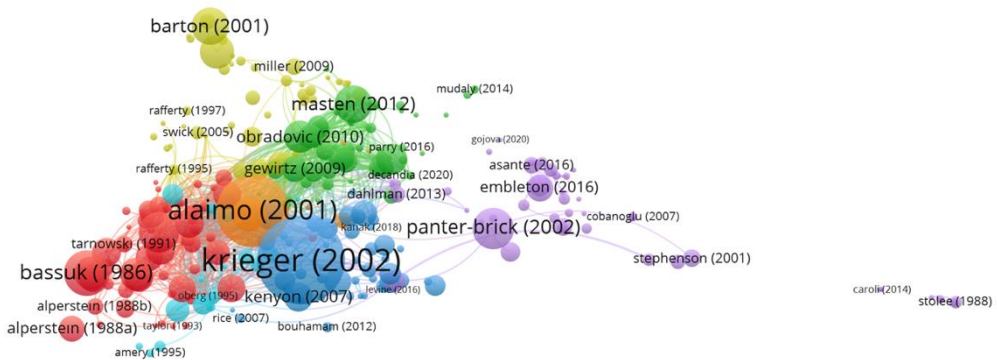 barton (2001)
miller (2009)
mudaly (2014)
masten (2012)
rafferty (1997)
swick (2005)
obradovic (2010)
gojova (2020)
parry (2016)
rafferty (1995)
gewirtz (2009)
decandia (2020)
asante (2016)
dahlman (2013)
embleton (2016)
alaimo (2001)
kanak (2018)
panter-brick (2002)
cobanoglu (2007)
tarnowski (1991)
krieger (2002)
stephenson (2001)
bassuk (1986)
oberg (1995)
kenyon (2007)
levine (2016)
caroli (2014)
stolee (1988)
alperstein (1988b)
rice (2007)
alperstein (1988a)
taylor (1993)
bouhamam (2012)
amery (1995)